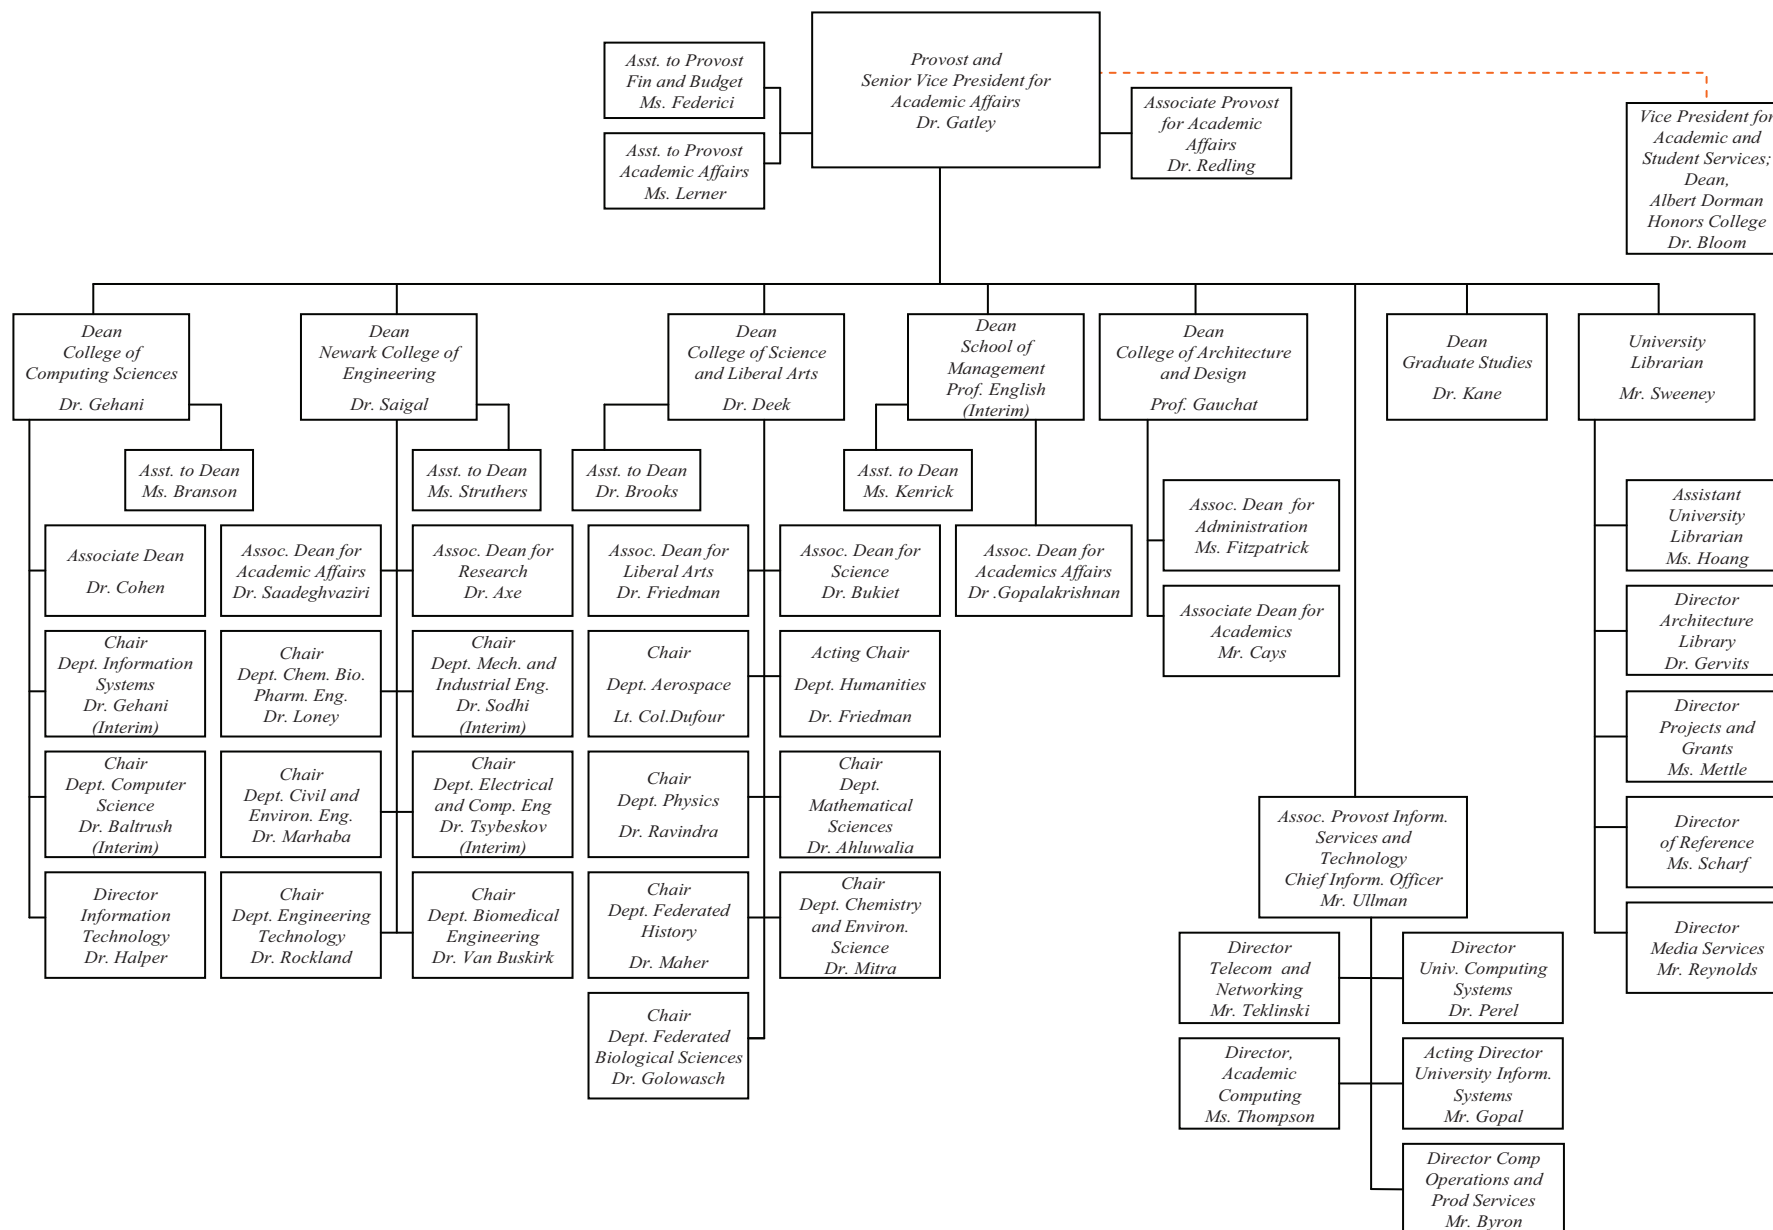 Provost and
Senior Vice President for
Academic Affairs
Dr. Gatley
Asst. to Provost
Fin and Budget
Ms. Federici
Asst. to Provost
Academic Affairs
Ms. Lerner
Associate Provost
for Academic
Affairs
Dr. Redling
Vice President for
Academic and
Student Services;
Dean,
Albert Dorman
Honors College
Dr. Bloom
Dean
College of
Computing Sciences
Dr. Gehani
Dean
Newark College of
Engineering
Dr. Saigal
Dean
College of Science
and Liberal Arts
Dr. Deek
Dean
School of
Management
Prof. English
(Interim)
Dean
College of Architecture
and Design
Prof. Gauchat
Dean
Graduate Studies
Dr. Kane
University
Librarian
Mr. Sweeney
Asst. to Dean
Ms. Branson
Asst. to Dean
Ms. Struthers
Asst. to Dean
Dr. Brooks
Asst. to Dean
Ms. Kenrick
Associate Dean
Dr. Cohen
Assoc. Dean for
Academic Affairs
Dr. Saadeghvaziri
Assoc. Dean for
Research
Dr. Axe
Assoc. Dean for
Liberal Arts
Dr. Friedman
Assoc. Dean for
Science
Dr. Bukiet
Assoc. Dean for
Academics Affairs
Dr .Gopalakrishnan
Assoc. Dean for
Administration
Ms. Fitzpatrick
Associate Dean for
Academics
Mr. Cays
Assistant
University
Librarian
Ms. Hoang
Director
Architecture
Library
Dr. Gervits
Director
Projects and
Grants
Ms. Mettle
Director
of Reference
Ms. Scharf
Director
Media Services
Mr. Reynolds
Chair
Dept. Information
Systems
Dr. Gehani
(Interim)
Chair
Dept. Chem. Bio.
Pharm. Eng.
Dr. Loney
Chair
Dept. Mech. and
Industrial Eng.
Dr. Sodhi
(Interim)
Chair
Dept. Aerospace
Lt. Col.Dufour
Acting Chair
Dept. Humanities
Dr. Friedman
Chair
Dept. Computer
Science
Dr. Baltrush
(Interim)
Chair
Dept. Civil and
Environ. Eng.
Dr. Marhaba
Chair
Dept. Electrical
and Comp. Eng
Dr. Tsybeskov
(Interim)
Chair
Dept. Physics
Dr. Ravindra
Chair
Dept.
Mathematical
Sciences
Dr. Ahluwalia
Director
Information
Technology
Dr. Halper
Chair
Dept. Engineering
Technology
Dr. Rockland
Chair
Dept. Biomedical
Engineering
Dr. Van Buskirk
Chair
Dept. Federated
History
Dr. Maher
Chair
Dept. Chemistry
and Environ.
Science
Dr. Mitra
Chair
Dept. Federated
Biological Sciences
Dr. Golowasch
Assoc. Provost Inform.
Services and
Technology
Chief Inform. Officer
Mr. Ullman
Director
Telecom and
Networking
Mr. Teklinski
Director
Univ. Computing
Systems
Dr. Perel
Director,
Academic
Computing
Ms. Thompson
Acting Director
University Inform.
Systems
Mr. Gopal
Director Comp
Operations and
Prod Services
Mr. Byron